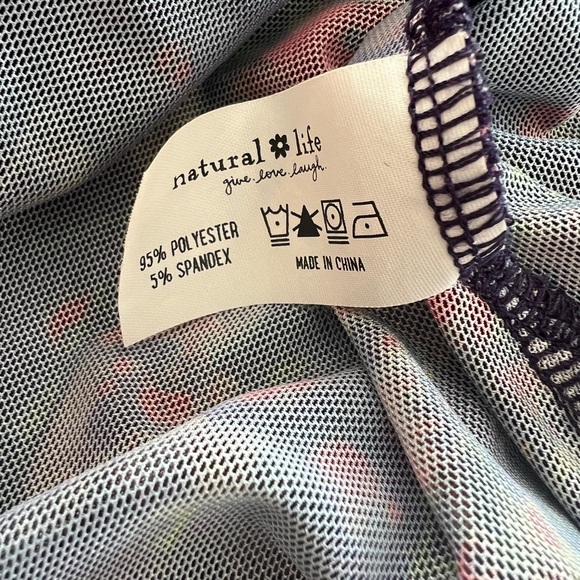 natural life
give. love. laugh.
95% POLYESTER
5% SPANDEX
MADE IN CHINA